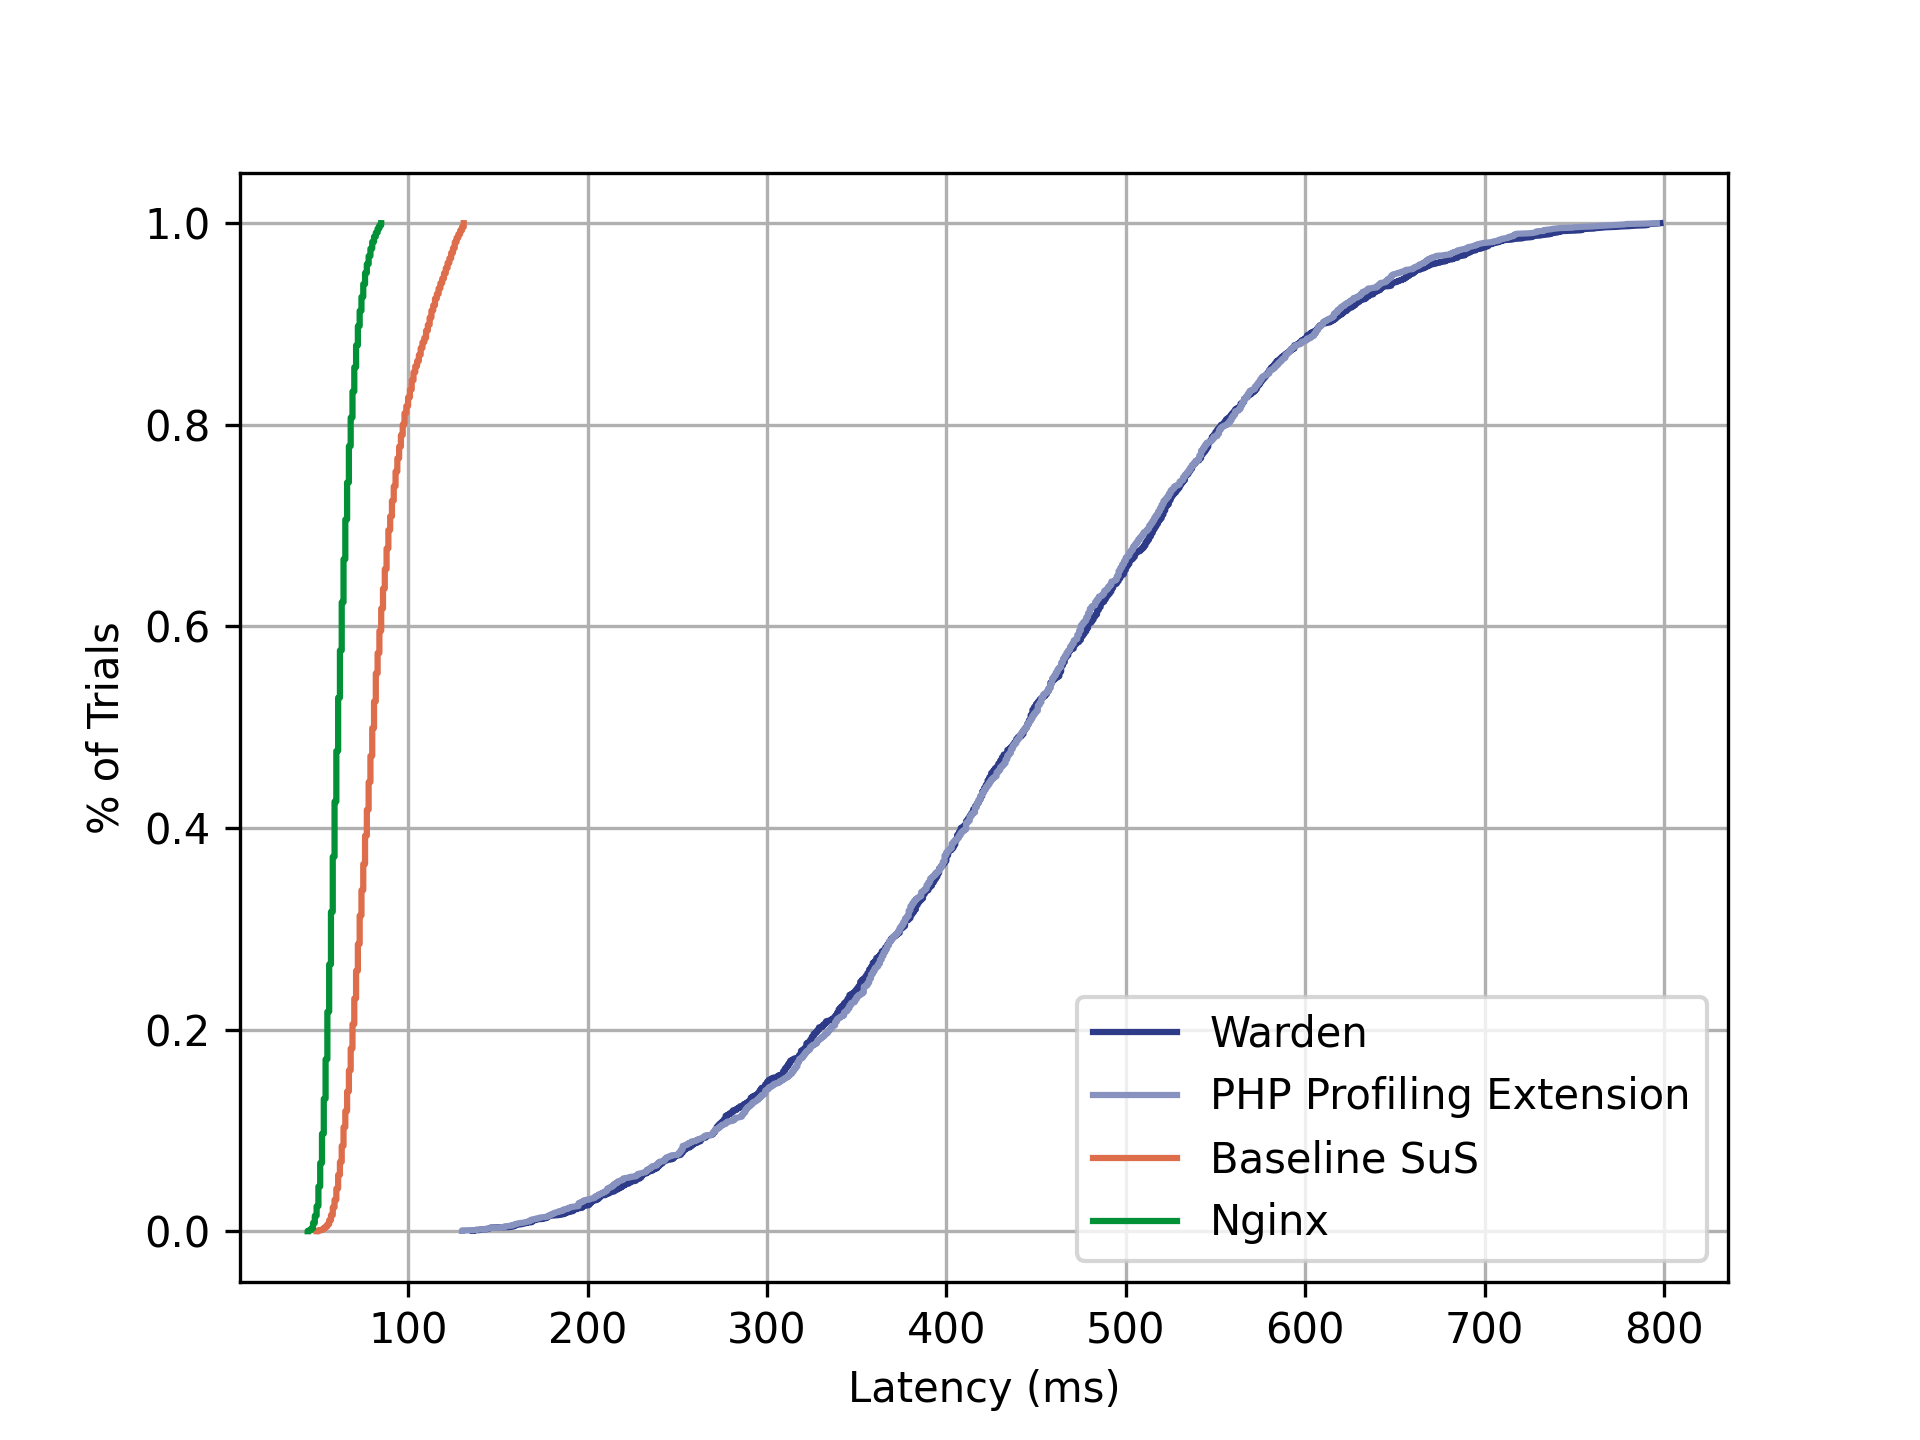 1.0
0.8
0.6
0.4
0.2
0.0
% of Trials
100 200 300 400 500 600 700 800
Latency (ms)
Warden
PHP Profiling Extension
Baseline SuS
Nginx